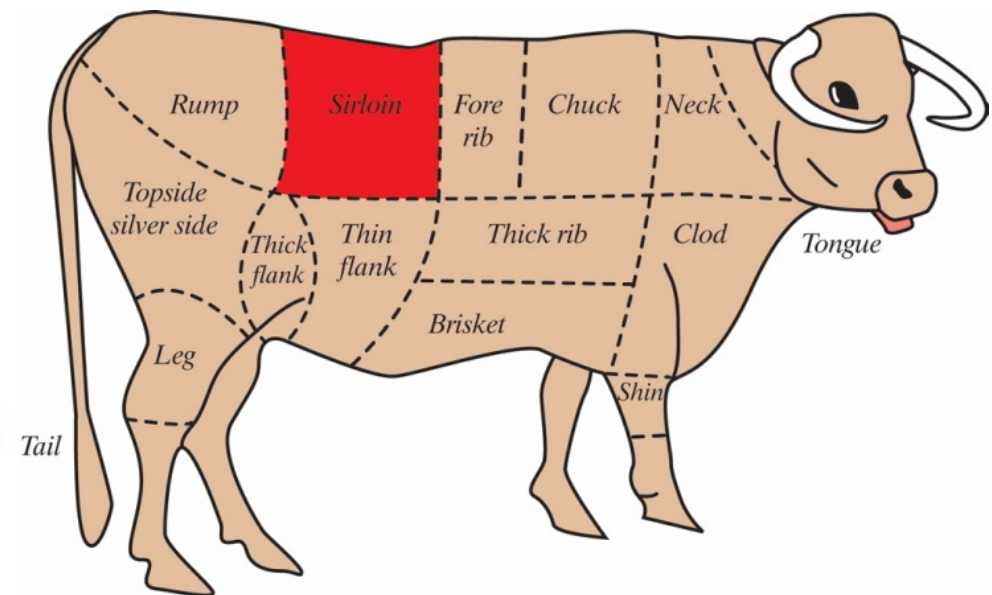 Rump
Sirloin
Fore
rib
Chuck
Neck
Topside
silver side
Thick
flank
Thin
flank
Thick rib
Clod
Tongue
Brisket
Leg
Shin
Tail